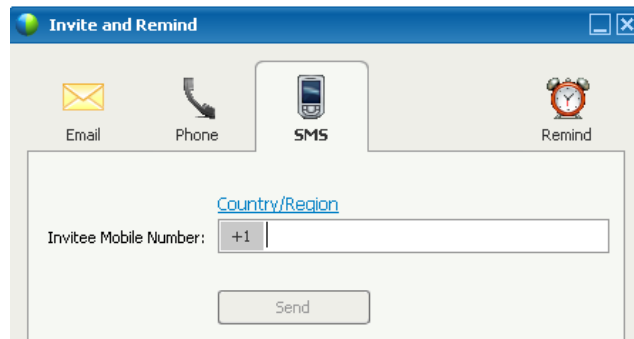 Invite and Remind
Email Phone SMS Remind
Country/Region
Invitee Mobile Number: +1
Send